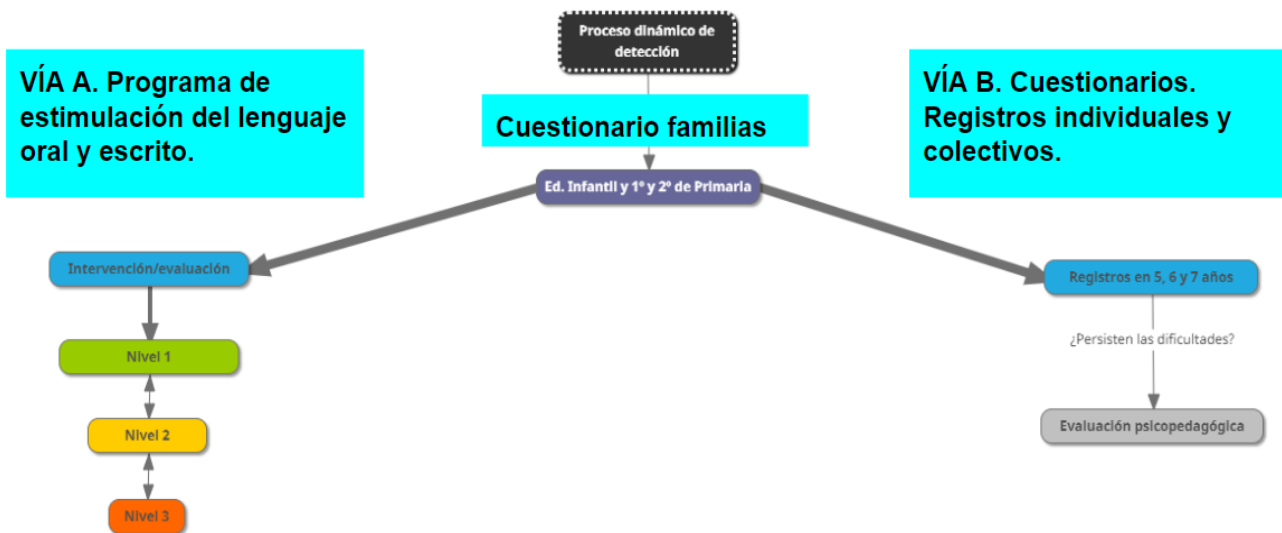 Proceso dinámico de
detección
VÍA A. Programa de
estimulación del lenguaje
oral y escrito.
Cuestionario familias
VÍA B. Cuestionarios.
Registros individuales y
colectivos.
Ed. Infantil y 1º y 2º de Primaria
Intervención/evaluación
Registros en 5, 6 y 7 años
Nivel 1
¿Persisten las dificultades?
Nivel 2
Evaluación psicopedagógica
Nivel 3